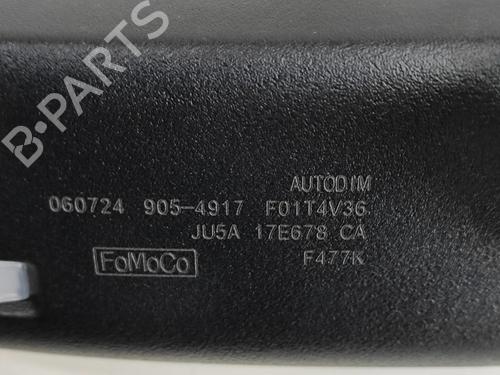 B-PARTS
AUTODIM
060724 905-4917 F01T4V36
JU5A 17E678 CA
FoMoCo F477K